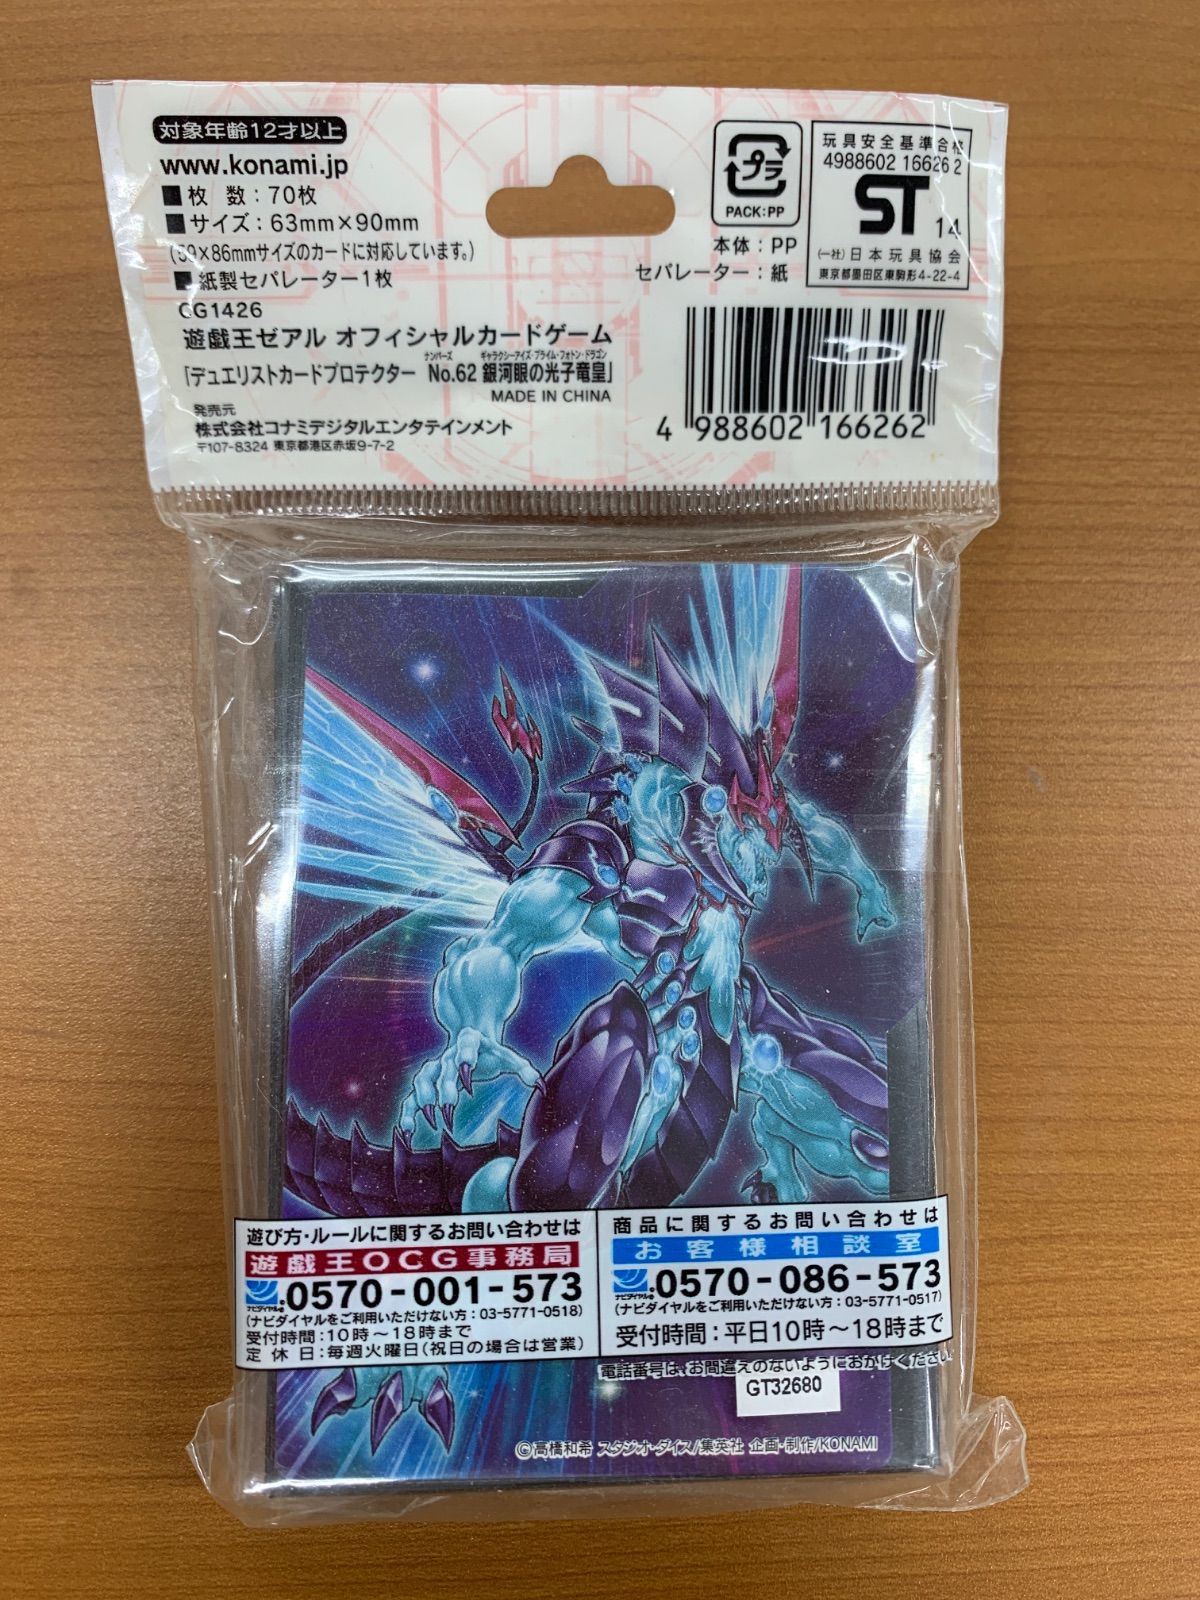 対象年齢12才以上
www.konami.jp
■枚 数：70枚
■サイズ：63mm×90mm
(59×86mmサイズのカードに対応しています。)
■紙製セパレーター1枚
CG1426
遊戯王ゼアル オフィシャルカードゲーム
ナンバーズ ギャラクシーアイズ・プライム・フォトン・ドラゴン
「デュエリストカードプロテクター No.62 銀河眼の光子竜皇」
MADE IN CHINA
発売元
株式会社コナミデジタルエンタテインメント
〒107-8324 東京都港区赤坂9-7-2
プラ
PACK:PP
本体：PP
セパレーター：紙
玩具安全基準合格
4988602 16626 2
ST 14
(一社)日本玩具協会
東京都墨田区東駒形4-22-4
4 988602 166262
遊び方・ルールに関するお問い合わせは
遊戯王OCG事務局
ナビダイヤル 0570-001-573
(ナビダイヤルをご利用いただけない方：03-5771-0518)
受付時間：10時～18時まで
定 休 日：毎週火曜日(祝日の場合は営業)
商品に関するお問い合わせは
お客様相談室
ナビダイヤル 0570-086-573
(ナビダイヤルをご利用いただけない方：03-5771-0517)
受付時間：平日10時～18時まで
電話番号は、お間違えのないようにおかけください
GT32680
©高橋和希 スタジオ・ダイス/集英社 企画・制作/KONAMI